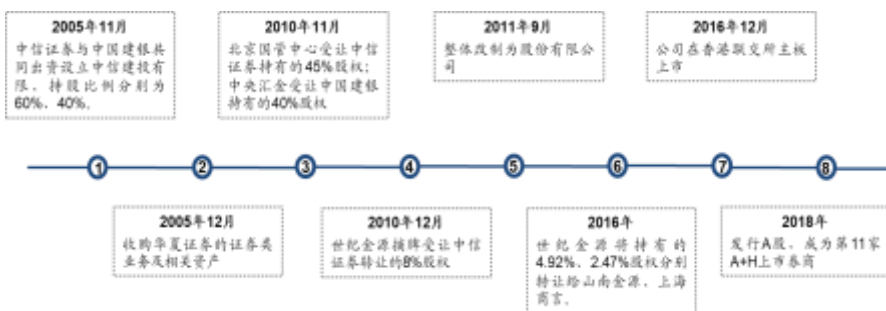 2005年11月
中信证券与中国建银共
同出资设立中信建投有
限，持股比例分别为
60%、40%。
2010年11月
北京国管中心受让中信
证券持有的45%股权；
中央汇金受让中国建银
持有的40%股权
2011年9月
整体改制为股份有限公
司
2016年12月
公司在香港联交所主板
上市
1
2
3
4
5
6
7
8
2005年12月
收购华夏证券的证券类
业务及相关资产
2010年12月
世纪金源摘牌受让中信
证券转让的8%股权
2016年
世纪金源将持有的
4.92%、2.47%股权分别
转让给山南金源、上海
商言。
2018年
发行A股，成为第11家
A+H上市券商